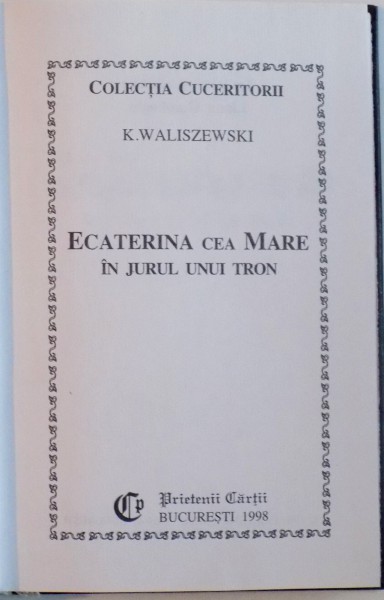 COLECȚIA CUCERITORII
K.WALISZEWSKI
ECATERINA CEA MARE
ÎN JURUL UNUI TRON
Cp Prietenii Cărții
BUCUREȘTI 1998